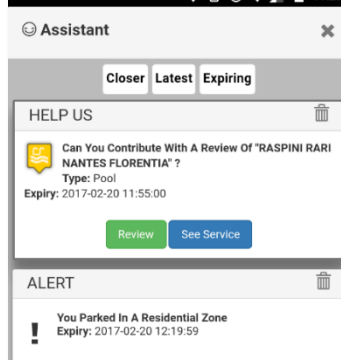 Assistant
Closer Latest Expiring
HELP US
Can You Contribute With A Review Of "RASPINI RARI
NANTES FLORENTIA" ?
Type: Pool
Expiry: 2017-02-20 11:55:00
Review See Service
ALERT
You Parked In A Residential Zone
Expiry: 2017-02-20 12:19:59